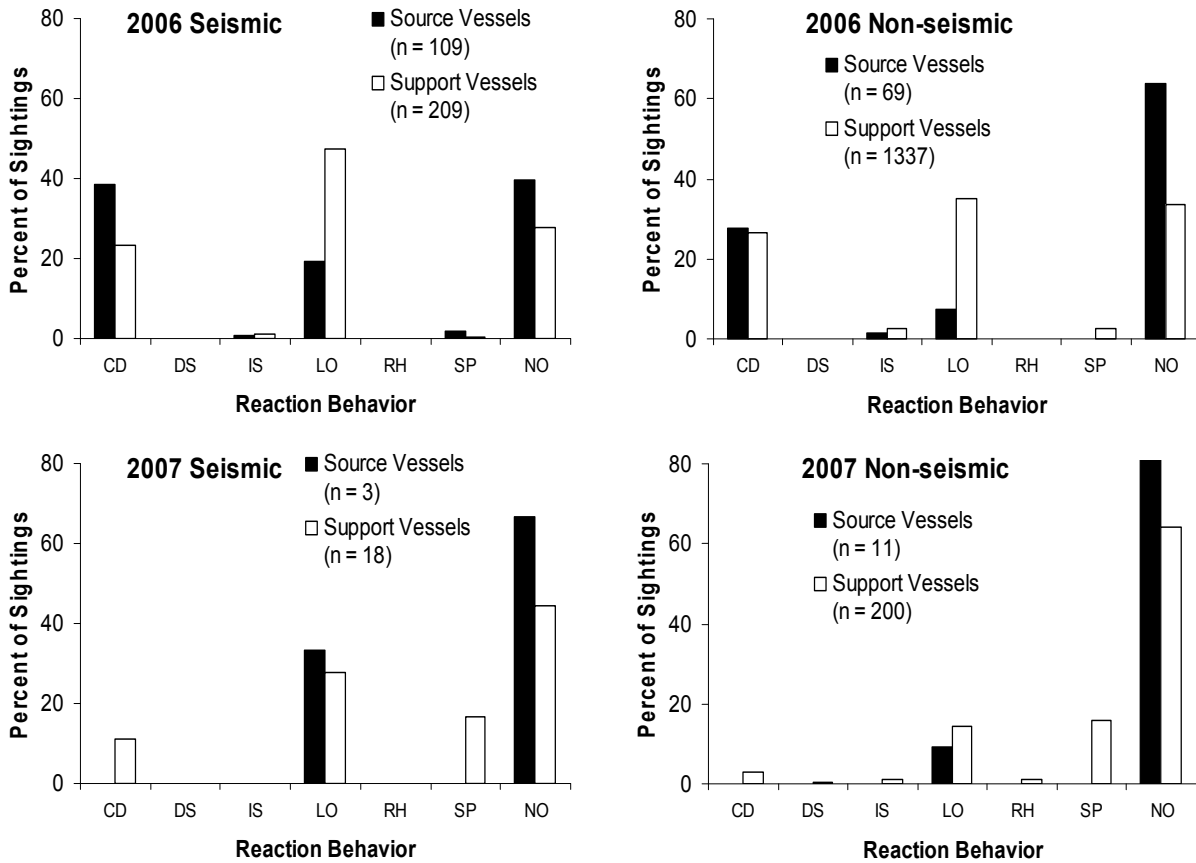 2006 Seismic
Source Vessels
(n = 109)
Support Vessels
(n = 209)
Percent of Sightings
80
60
40
20
0
CD DS IS LO RH SP NO
Reaction Behavior
2006 Non-seismic
Source Vessels
(n = 69)
Support Vessels
(n = 1337)
Percent of Sightings
80
60
40
20
0
CD DS IS LO RH SP NO
Reaction Behavior
2007 Seismic
Source Vessels
(n = 3)
Support Vessels
(n = 18)
Percent of Sightings
80
60
40
20
0
CD DS IS LO RH SP NO
Reaction Behavior
2007 Non-seismic
Source Vessels
(n = 11)
Support Vessels
(n = 200)
Percent of Sightings
80
60
40
20
0
CD DS IS LO RH SP NO
Reaction Behavior